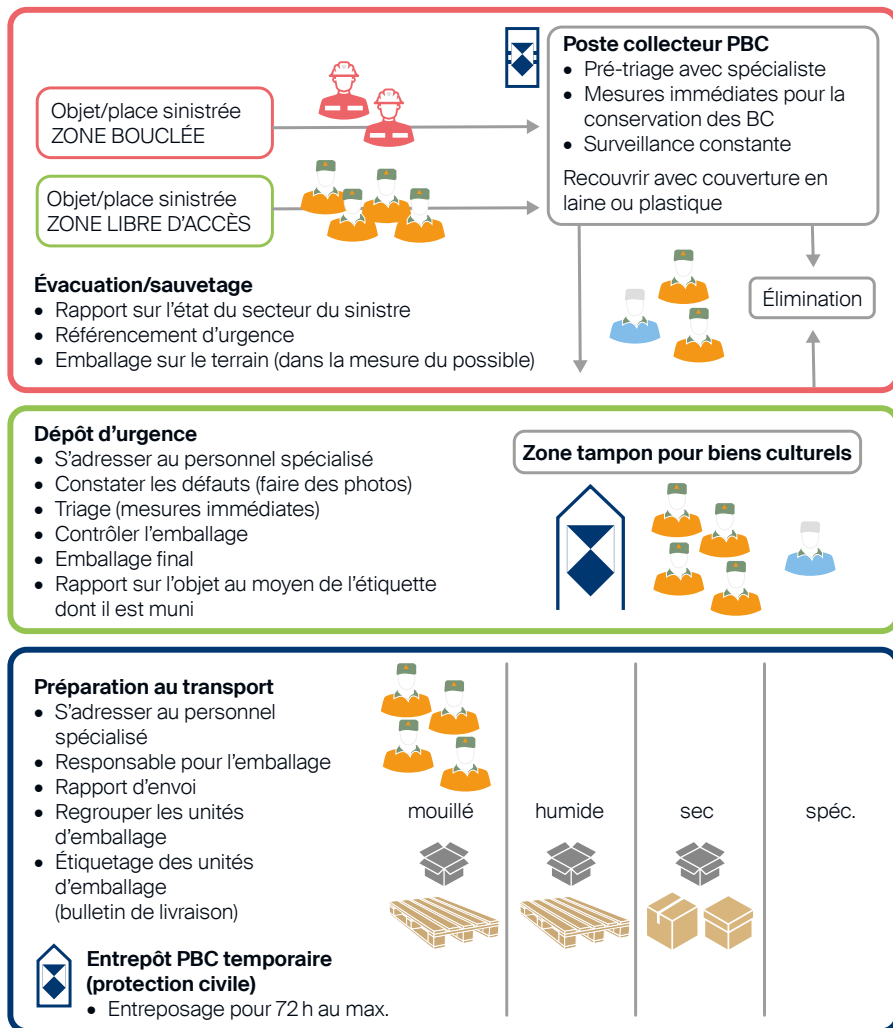 Objet/place sinistrée
ZONE BOUCLÉE
Objet/place sinistrée
ZONE LIBRE D'ACCÈS
Poste collecteur PBC
• Pré-triage avec spécialiste
• Mesures immédiates pour la
conservation des BC
• Surveillance constante
Recouvrir avec couverture en
laine ou plastique
Élimination
Évacuation/sauvetage
• Rapport sur l'état du secteur du sinistre
• Référencement d'urgence
• Emballage sur le terrain (dans la mesure du possible)
Dépôt d'urgence
• S'adresser au personnel spécialisé
• Constater les défauts (faire des photos)
• Triage (mesures immédiates)
• Contrôler l'emballage
• Emballage final
• Rapport sur l'objet au moyen de l'étiquette
dont il est muni
Zone tampon pour biens culturels
Préparation au transport
• S'adresser au personnel
spécialisé
• Responsable pour l'emballage
• Rapport d'envoi
• Regrouper les unités
d'emballage
• Étiquetage des unités
d'emballage
(bulletin de livraison)
mouillé
humide
sec
spéc.
Entrepôt PBC temporaire
(protection civile)
• Entreposage pour 72 h au max.